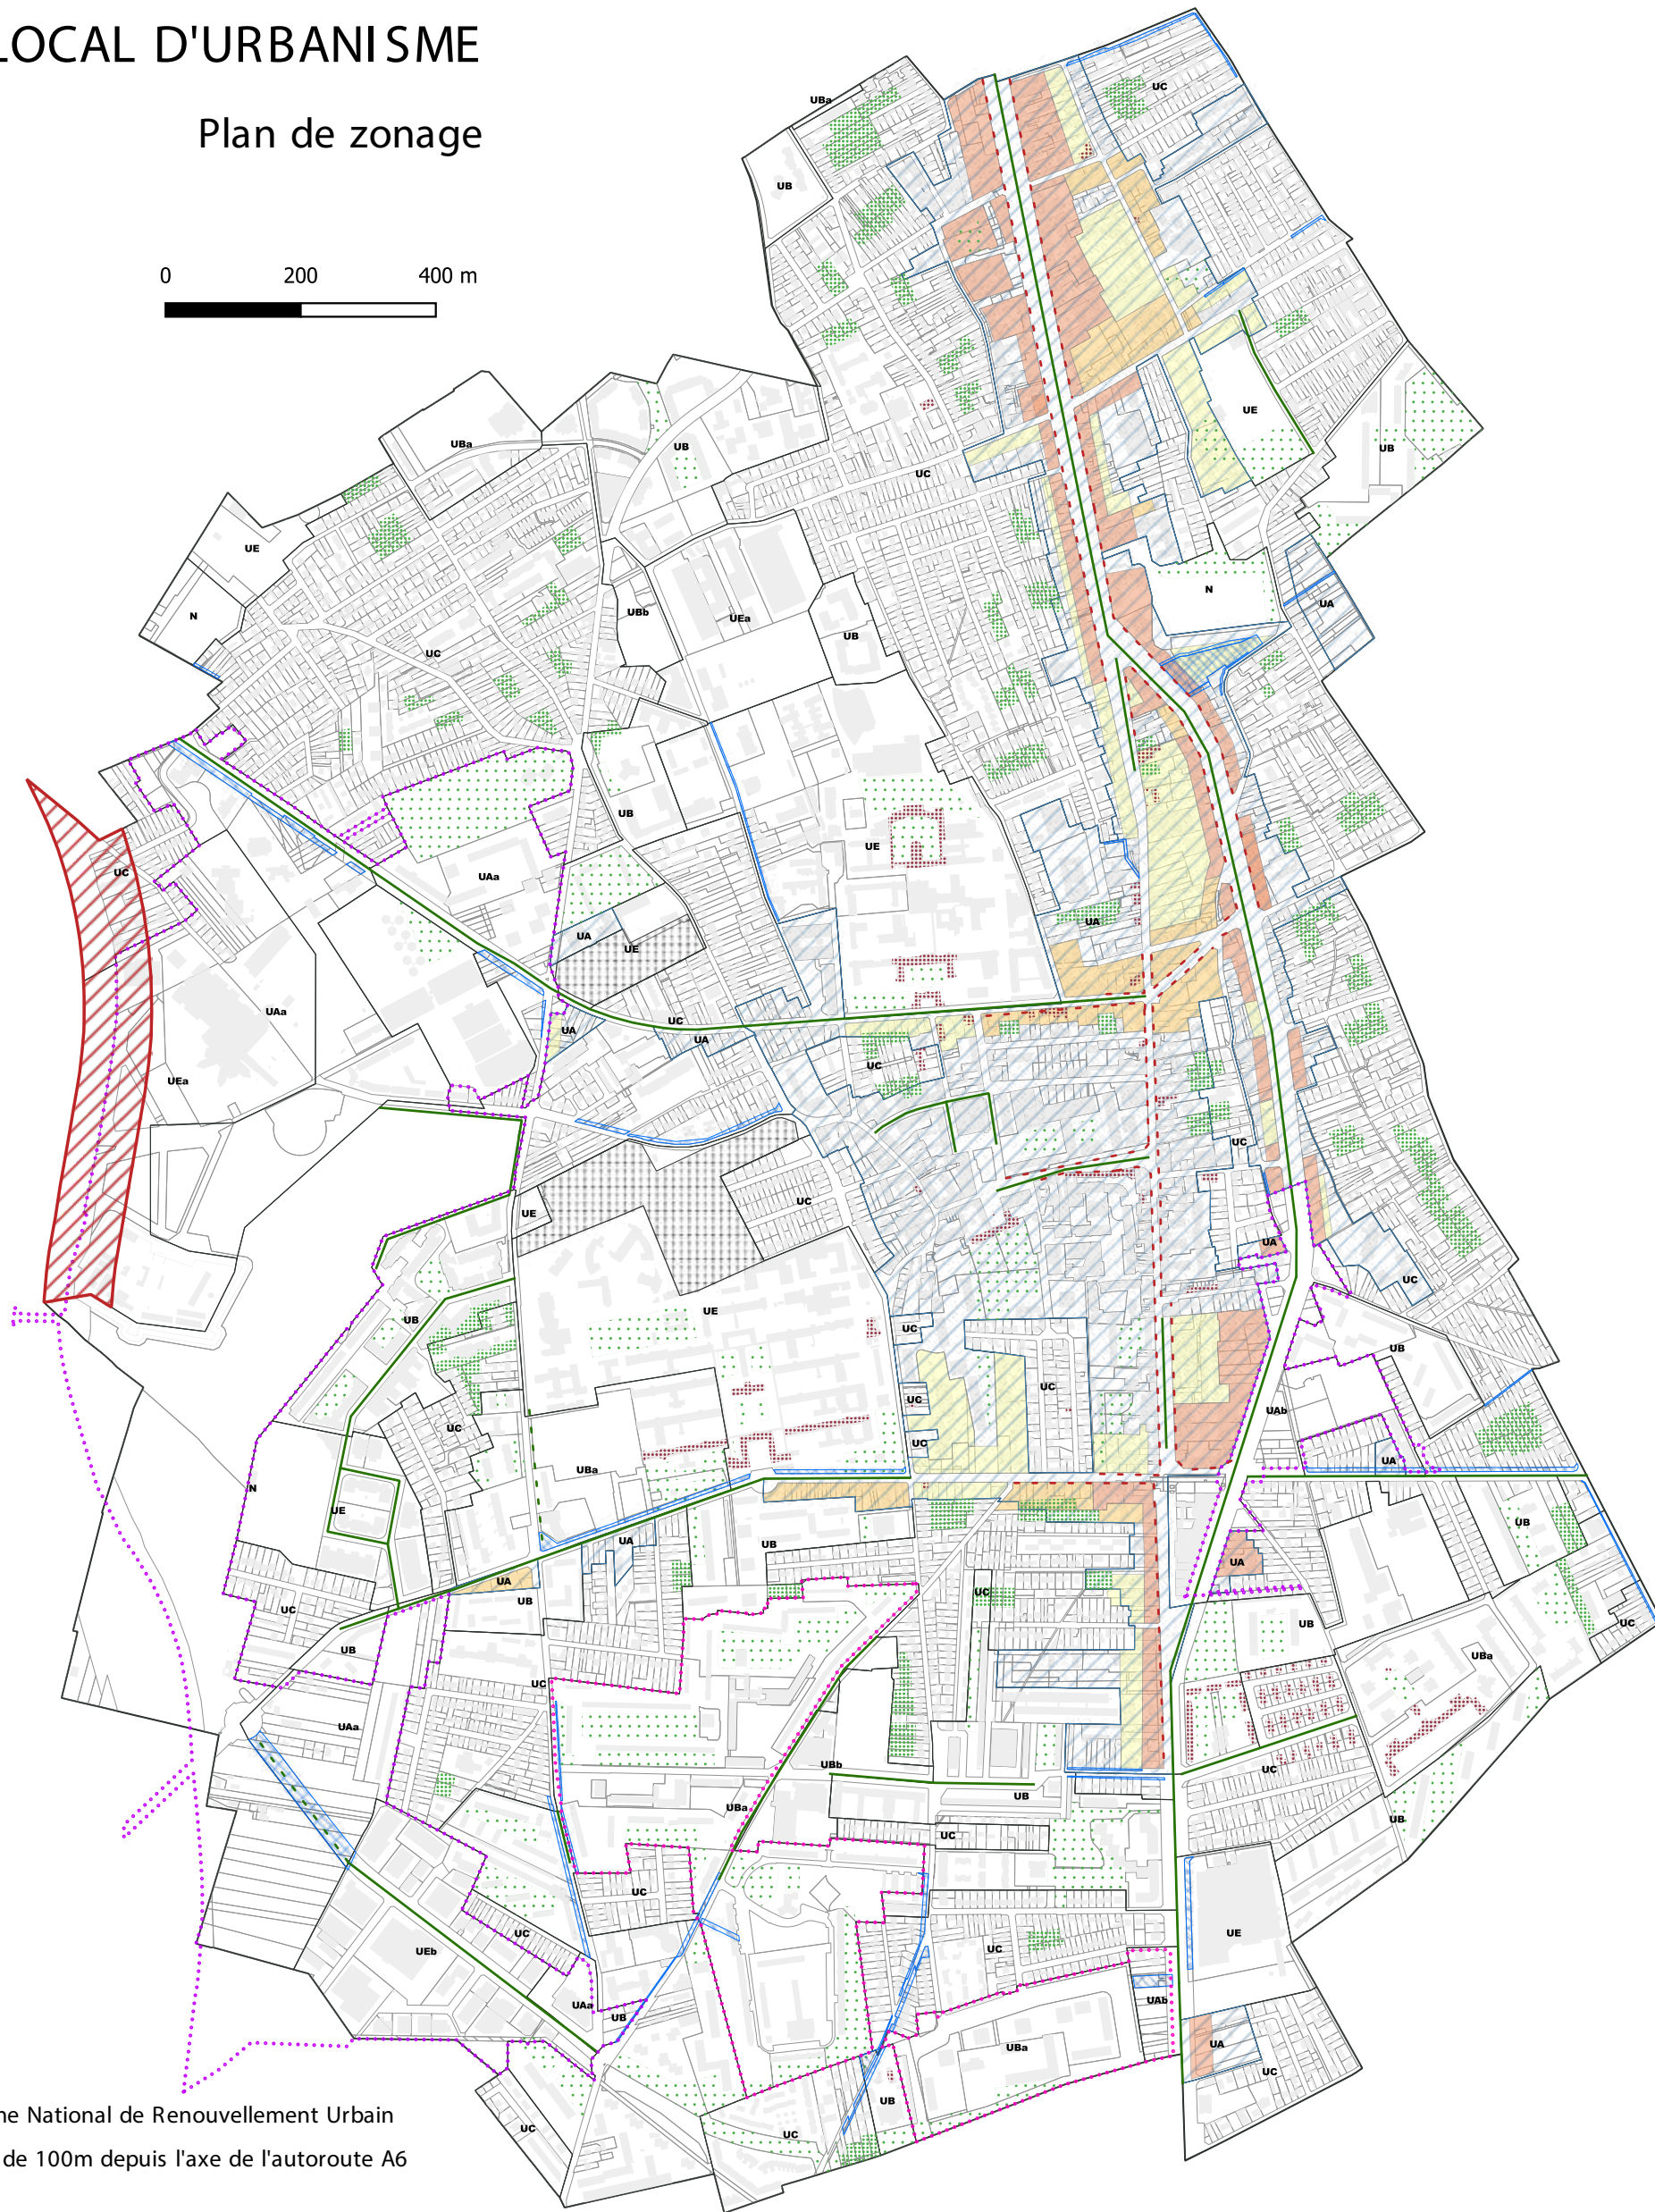 LOCAL D'URBANISME
Plan de zonage
0 200 400 m
UBa
UC
UB
UBa
UB
UC
UE
UB
UE
N
UC
UBb
UEa
UB
N
UA
UB
UE
UC
UAa
UA
UE
UA
UAa
UC
UA
UA
UC
UEa
UC
UE
UC
UA
UC
UB
UE
UC
UB
UC
UC
UAb
UC
UC
UA
UBa
N
UE
UB
UA
UB
UA
UA
UB
UC
UC
UB
UB
UC
UC
UBa
UAa
UBb
UC
UB
UBa
UB
UC
UC
UC
UE
UC
UEb
UAb
UAa
UB
UA
UBa
UC
UB
UC
UC
ne National de Renouvellement Urbain
de 100m depuis l'axe de l'autoroute A6